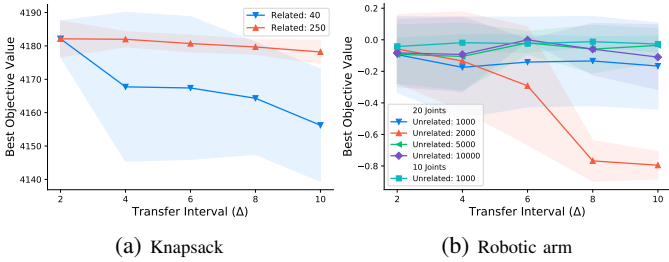 Best Objective Value
4190
4180
4170
4160
4150
4140
2
4
6
8
10
Transfer Interval (Δ)
Related: 40
Related: 250
(a) Knapsack
Best Objective Value
0.2
0.0
−0.2
−0.4
−0.6
−0.8
2
4
6
8
10
Transfer Interval (Δ)
20 Joints
Unrelated: 1000
Unrelated: 2000
Unrelated: 5000
Unrelated: 10000
10 Joints
Unrelated: 1000
(b) Robotic arm